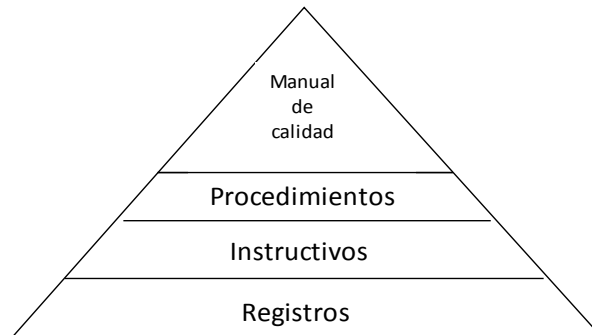 Manual
de
calidad
Procedimientos
Instructivos
Registros